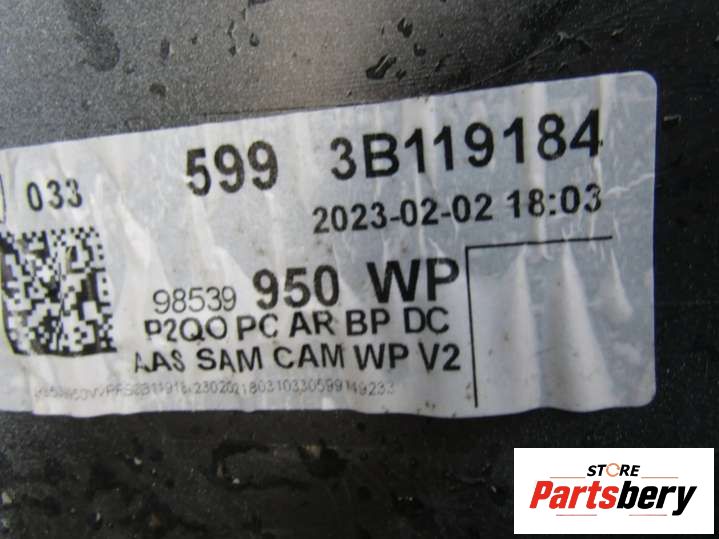 033 599 3B119184
2023-02-02 18:03
98539 950 WP
P2QO PC AR BP DC
AAS SAM CAM WP V2
STORE
Partsbery